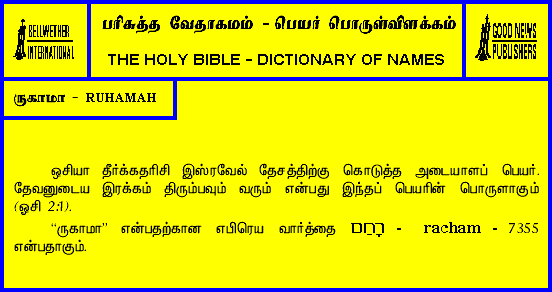 BELLWETHER
INTERNATIONAL
பரிசுத்த வேதாகமம் - பெயர் பொருள்விளக்கம்
THE HOLY BIBLE - DICTIONARY OF NAMES
GOOD NEWS
PUBLISHERS
ருகாமா - RUHAMAH
ஓசியா தீர்க்கதரிசி இஸ்ரவேல் தேசத்திற்கு கொடுத்த அடையாளப் பெயர்.
தேவனுடைய இரக்கம் திரும்பவும் வரும் என்பது இந்தப் பெயரின் பொருளாகும்
(ஓசி 2:1).
“ருகாமா” என்பதற்கான எபிரெய வார்த்தை רָחַם - racham - 7355
என்பதாகும்.